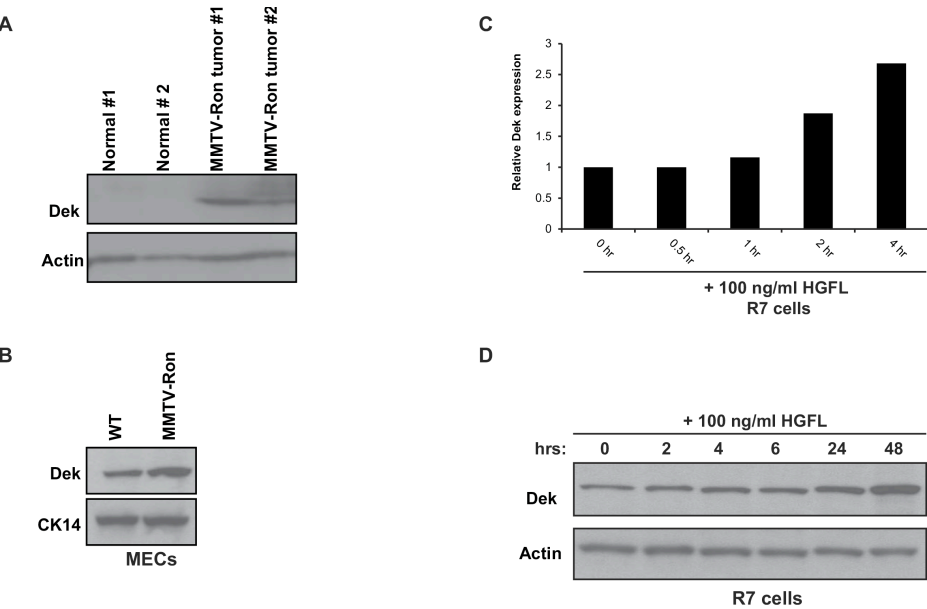 A
Normal #1
Normal # 2
MMTV-Ron tumor #1
MMTV-Ron tumor #2
Dek
Actin
B
WT
MMTV-Ron
Dek
CK14
MECs
C
Relative Dek expression
3
2.5
2
1.5
1
0.5
0
0 hr
0.5 hr
1 hr
2 hr
4 hr
+ 100 ng/ml HGFL
R7 cells
D
+ 100 ng/ml HGFL
hrs: 0 2 4 6 24 48
Dek
Actin
R7 cells